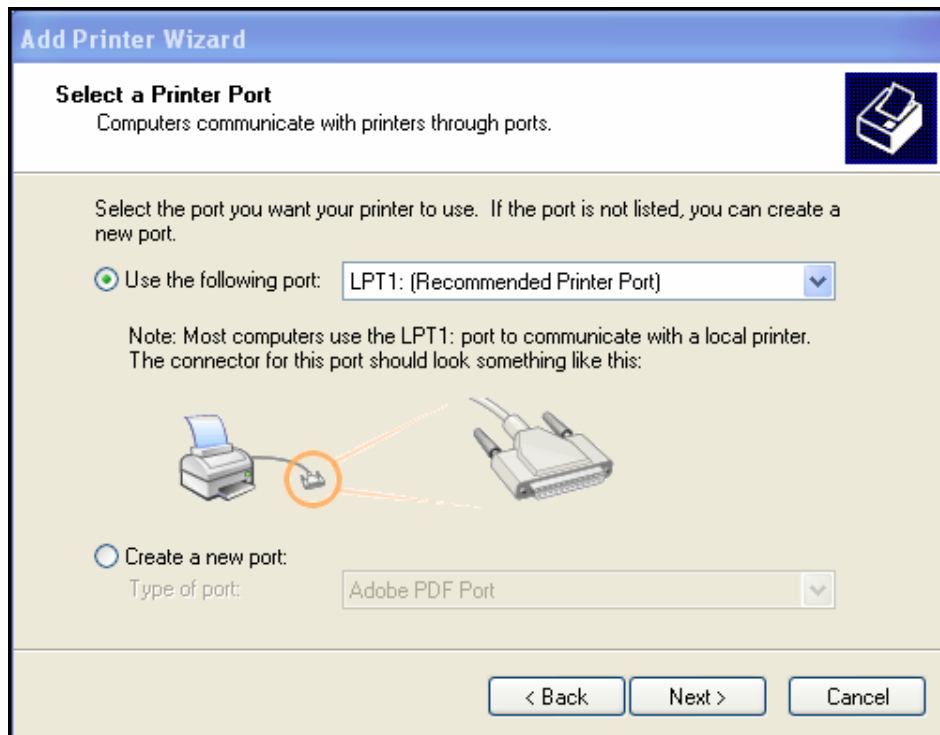 Add Printer Wizard
Select a Printer Port
Computers communicate with printers through ports.
Select the port you want your printer to use.  If the port is not listed, you can create a
new port.
Use the following port: LPT1: (Recommended Printer Port)
Note: Most computers use the LPT1: port to communicate with a local printer.
The connector for this port should look something like this:
Create a new port:
Type of port: Adobe PDF Port
< Back Next > Cancel